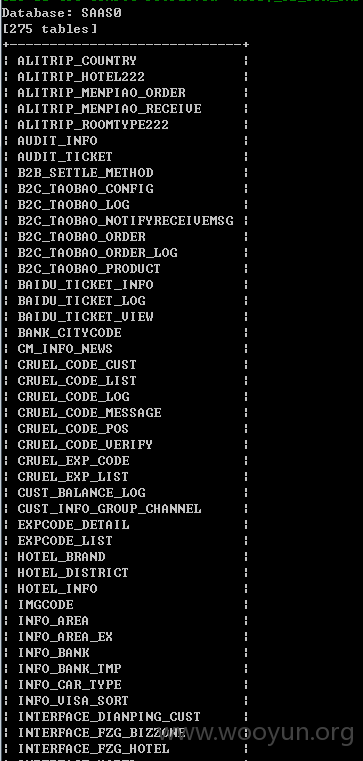 Database: SAAS0
[275 tables]
+------------------------------+
| ALITRIP_COUNTRY |
| ALITRIP_HOTEL222 |
| ALITRIP_MENPIAO_ORDER |
| ALITRIP_MENPIAO_RECEIVE |
| ALITRIP_ROOMTYPE222 |
| AUDIT_INFO |
| AUDIT_TICKET |
| B2B_SETTLE_METHOD |
| B2C_TAOBAO_CONFIG |
| B2C_TAOBAO_LOG |
| B2C_TAOBAO_NOTIFYRECEIVEMSG |
| B2C_TAOBAO_ORDER |
| B2C_TAOBAO_ORDER_LOG |
| B2C_TAOBAO_PRODUCT |
| BAIDU_TICKET_INFO |
| BAIDU_TICKET_LOG |
| BAIDU_TICKET_VIEW |
| BANK_CITYCODE |
| CM_INFO_NEWS |
| CRUEL_CODE_CUST |
| CRUEL_CODE_LIST |
| CRUEL_CODE_LOG |
| CRUEL_CODE_MESSAGE |
| CRUEL_CODE_POS |
| CRUEL_CODE_VERIFY |
| CRUEL_EXP_CODE |
| CRUEL_EXP_LIST |
| CUST_BALANCE_LOG |
| CUST_INFO_GROUP_CHANNEL |
| EXPCODE_DETAIL |
| EXPCODE_LIST |
| HOTEL_BRAND |
| HOTEL_DISTRICT |
| HOTEL_INFO |
| IMGCODE |
| INFO_AREA |
| INFO_AREA_EX |
| INFO_BANK |
| INFO_BANK_TMP |
| INFO_CAR_TYPE |
| INFO_VISA_SORT |
| INTERFACE_DIANPING_CUST |
| INTERFACE_FZG_BIZZONE |
| INTERFACE_FZG_HOTEL |
www.wooyun.org